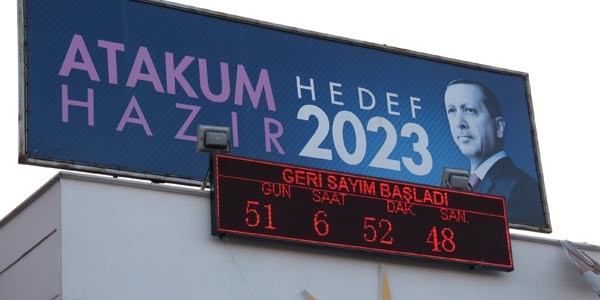 ATAKUM
HAZIR
HEDEF
2023
GERİ SAYIM BAŞLADI
GÜN SAAT DAK. SAN.
51 6 52 48